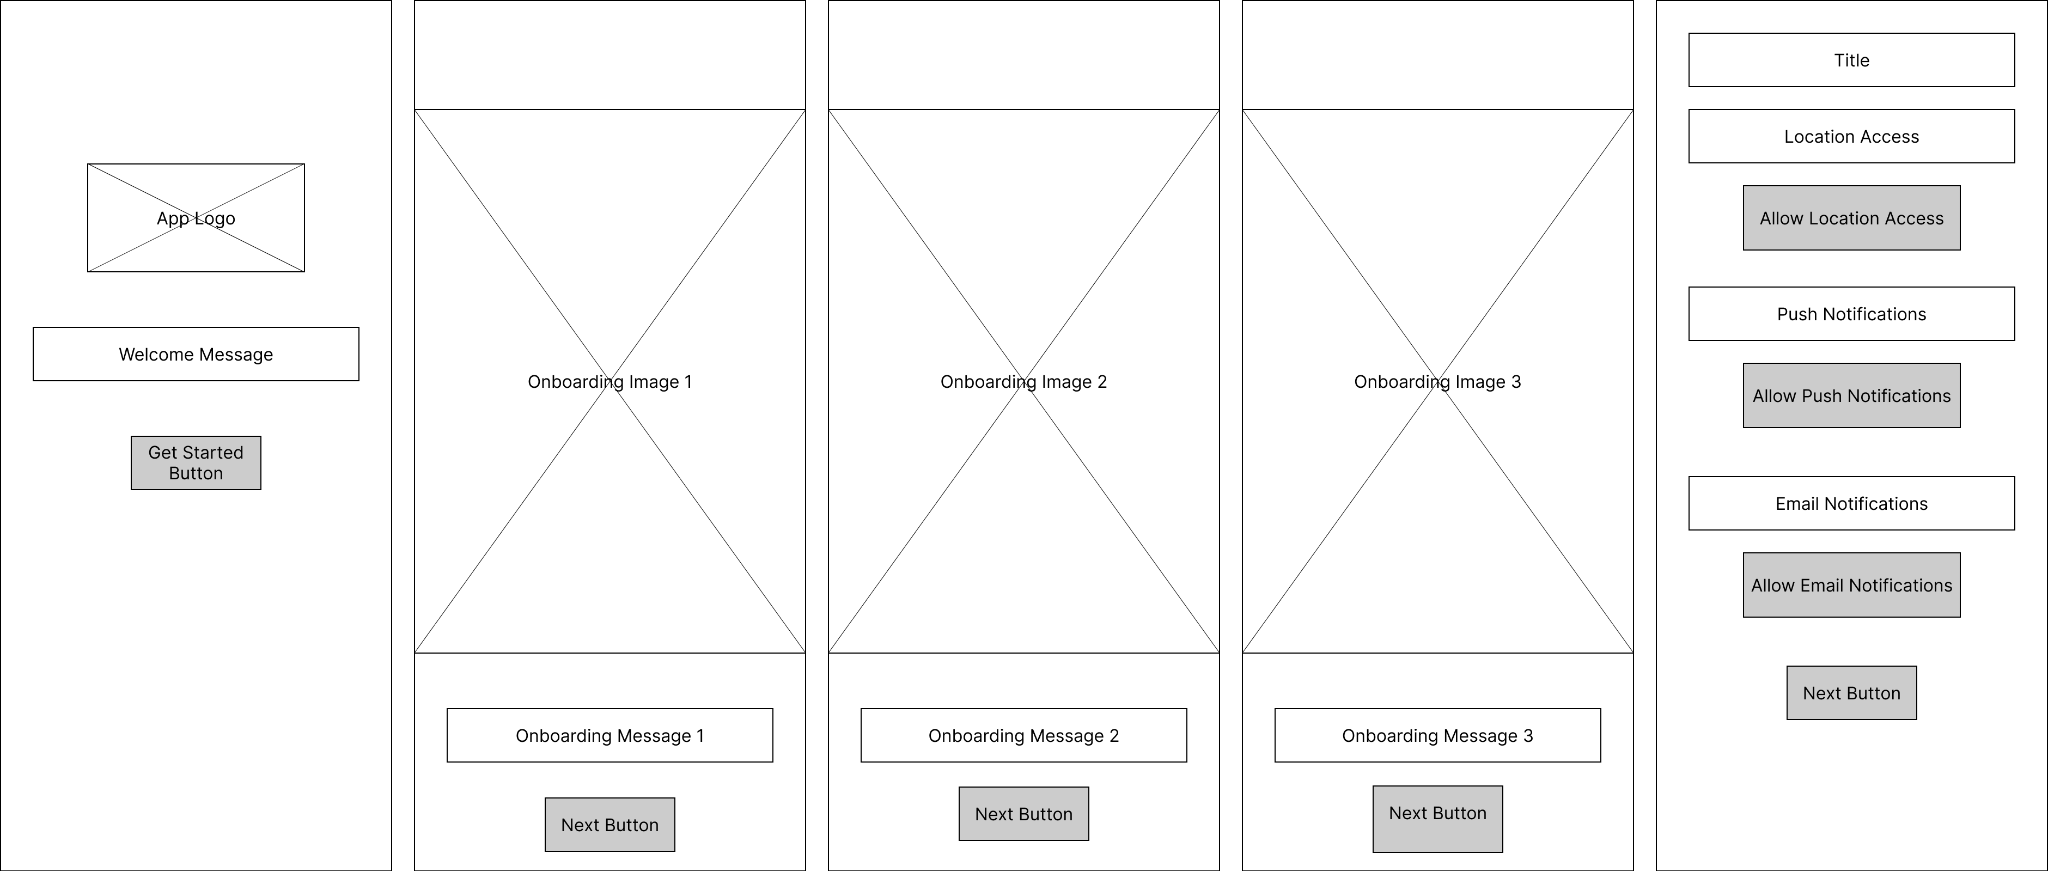 App Logo
Welcome Message
Get Started
Button
Onboarding Image 1
Onboarding Message 1
Next Button
Onboarding Image 2
Onboarding Message 2
Next Button
Onboarding Image 3
Onboarding Message 3
Next Button
Title
Location Access
Allow Location Access
Push Notifications
Allow Push Notifications
Email Notifications
Allow Email Notifications
Next Button